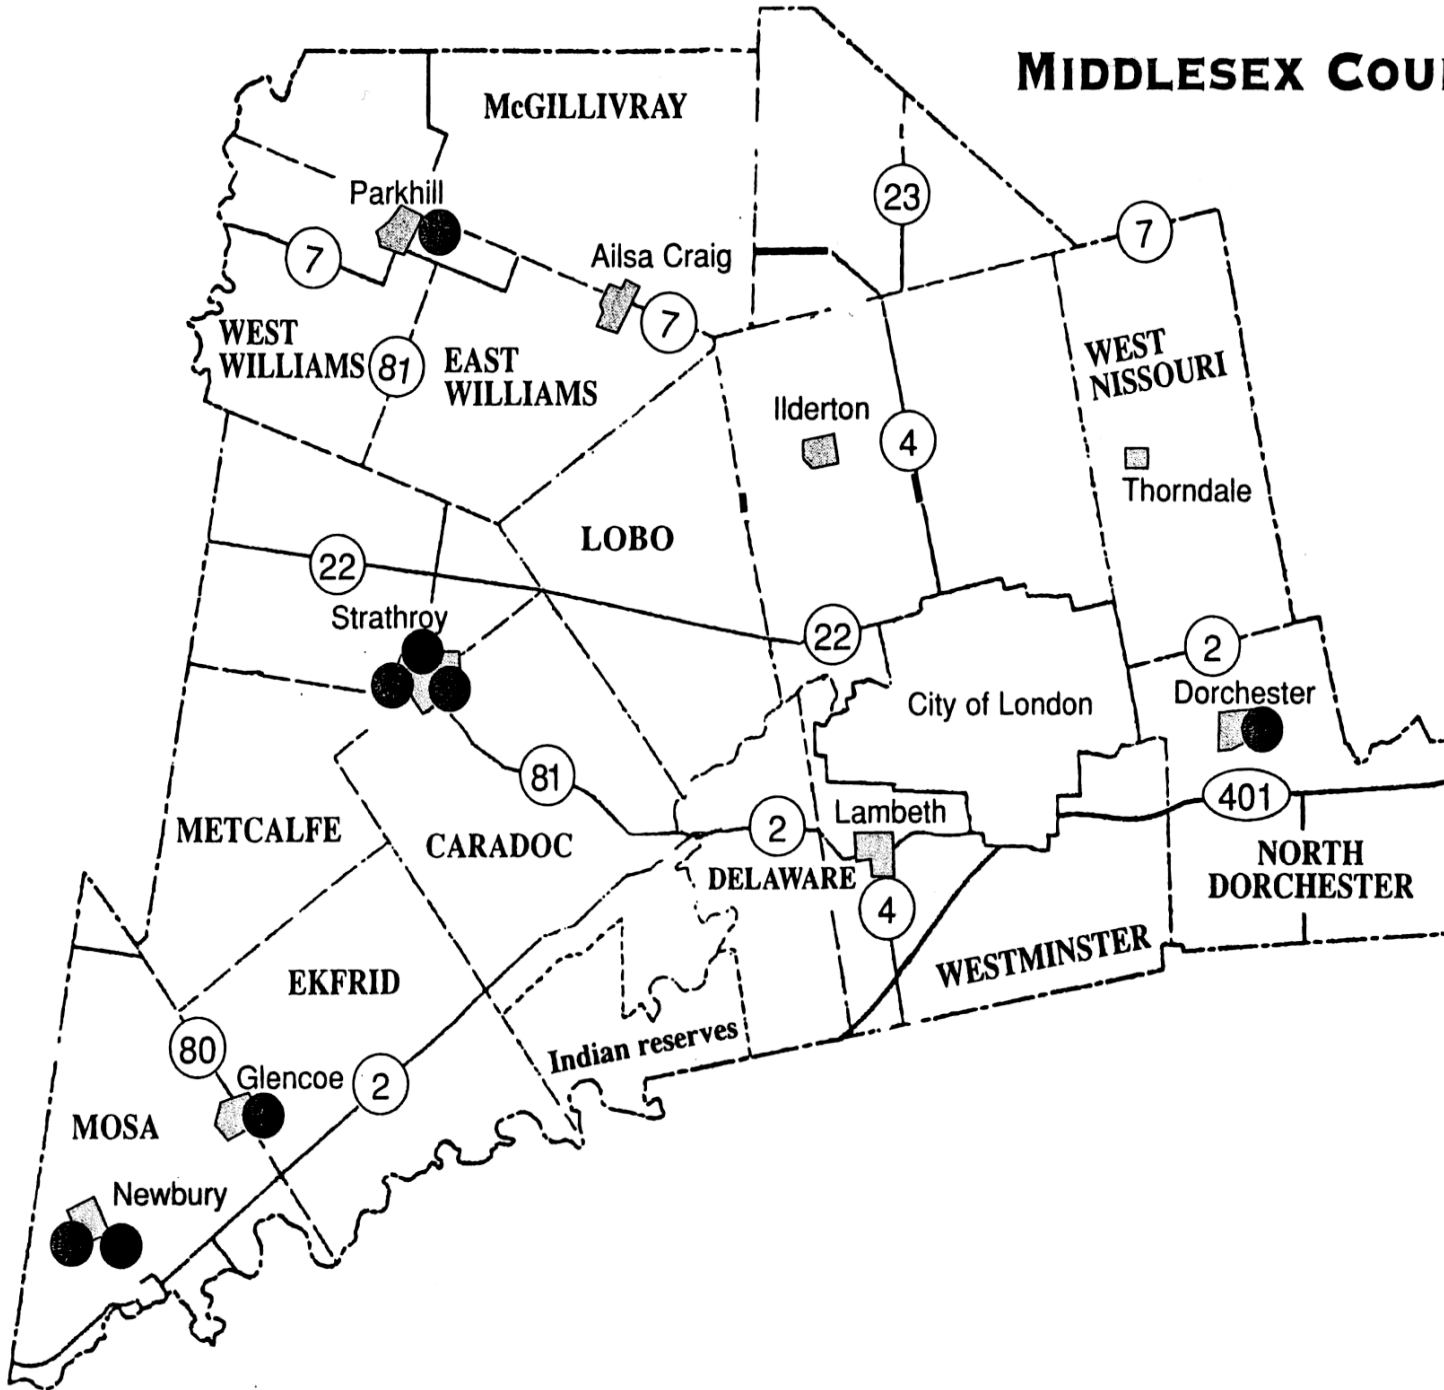 MIDDLESEX COU
McGILLIVRAY
Parkhill
23
7
7
Ailsa Craig
7
WEST
WILLIAMS
81
EAST
WILLIAMS
WEST
NISSOURI
Ilderton
4
Thorndale
LOBO
22
Strathroy
22
2
City of London
Dorchester
81
401
Lambeth
2
METCALFE
CARADOC
DELAWARE
NORTH
DORCHESTER
4
WESTMINSTER
EKFRID
Indian reserves
80
Glencoe
2
MOSA
Newbury